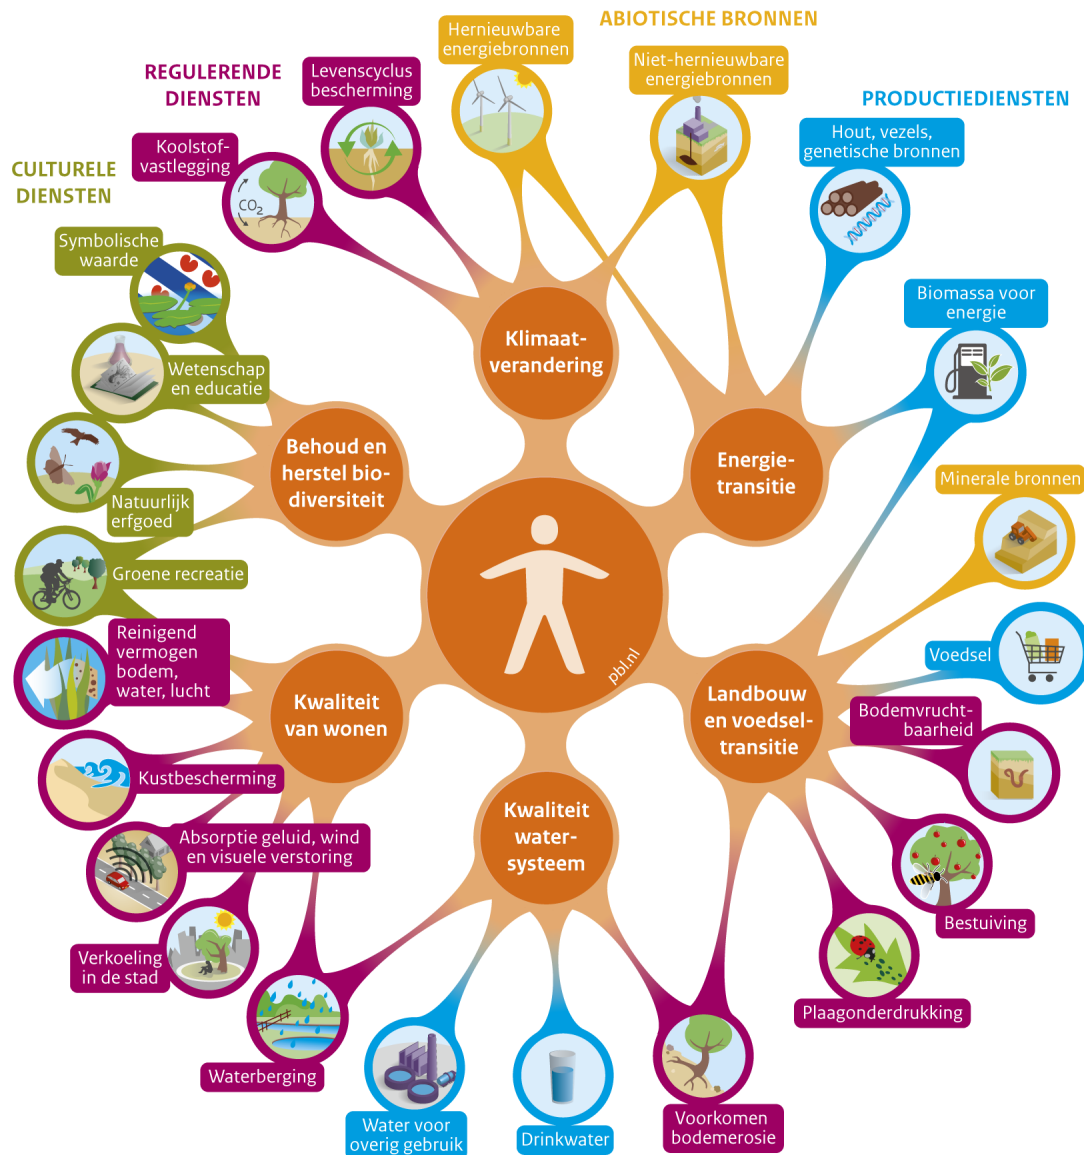 ABIOTISCHE BRONNEN
Hernieuwbare
energiebronnen
Niet-hernieuwbare
energiebronnen
REGULERENDE
DIENSTEN
Levenscyclus
bescherming
Koolstof-
vastlegging
CO2
PRODUCTIEDIENSTEN
Hout, vezels,
genetische bronnen
Biomassa voor
energie
CULTURELE
DIENSTEN
Symbolische
waarde
Wetenschap
en educatie
Natuurlijk
erfgoed
Groene recreatie
Klimaat-
verandering
Behoud en
herstel bio-
diversiteit
Energie-
transitie
Minerale bronnen
Voedsel
pbl.nl
Reinigend
vermogen
bodem,
water, lucht
Kwaliteit
van wonen
Landbouw
en voedsel-
transitie
Bodemvrucht-
baarheid
Kustbescherming
Absorptie geluid, wind
en visuele verstoring
Kwaliteit
water-
systeem
Bestuiving
Verkoeling
in de stad
Plaagonderdrukking
Waterberging
Water voor
overig gebruik
Drinkwater
Voorkomen
bodemerosie